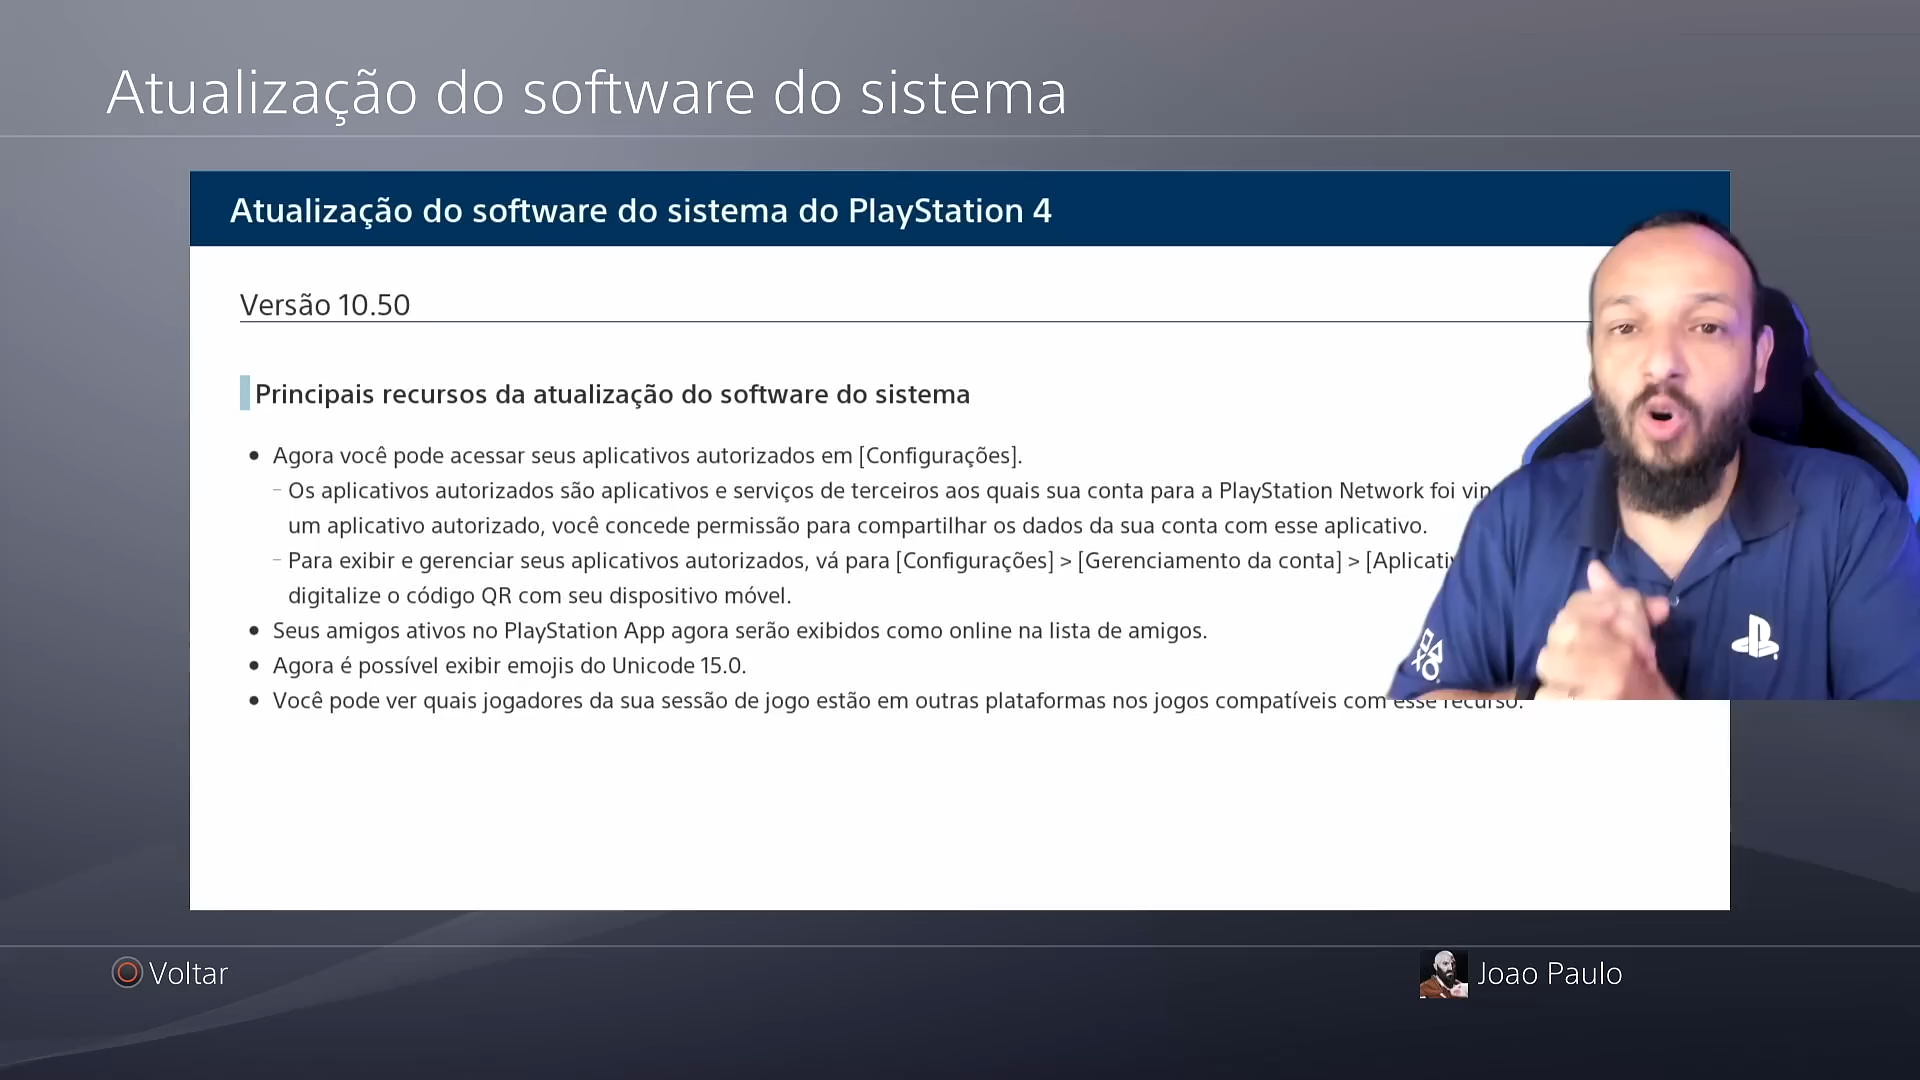 Atualização do software do sistema
Atualização do software do sistema do PlayStation 4
Versão 10.50
Principais recursos da atualização do software do sistema
• Agora você pode acessar seus aplicativos autorizados em [Configurações].
– Os aplicativos autorizados são aplicativos e serviços de terceiros aos quais sua conta para a PlayStation Network foi
um aplicativo autorizado, você concede permissão para compartilhar os dados da sua conta com esse aplicativo.
– Para exibir e gerenciar seus aplicativos autorizados, vá para [Configurações] > [Gerenciamento da conta] >
digitalize o código QR com seu dispositivo móvel.
• Seus amigos ativos no PlayStation App agora serão exibidos como online na lista de amigos.
• Agora é possível exibir emojis do Unicode 15.0.
• Você pode ver quais jogadores da sua sessão de jogo estão em outras plataformas nos jogos compatíveis com esse recurso.
Voltar
Joao Paulo